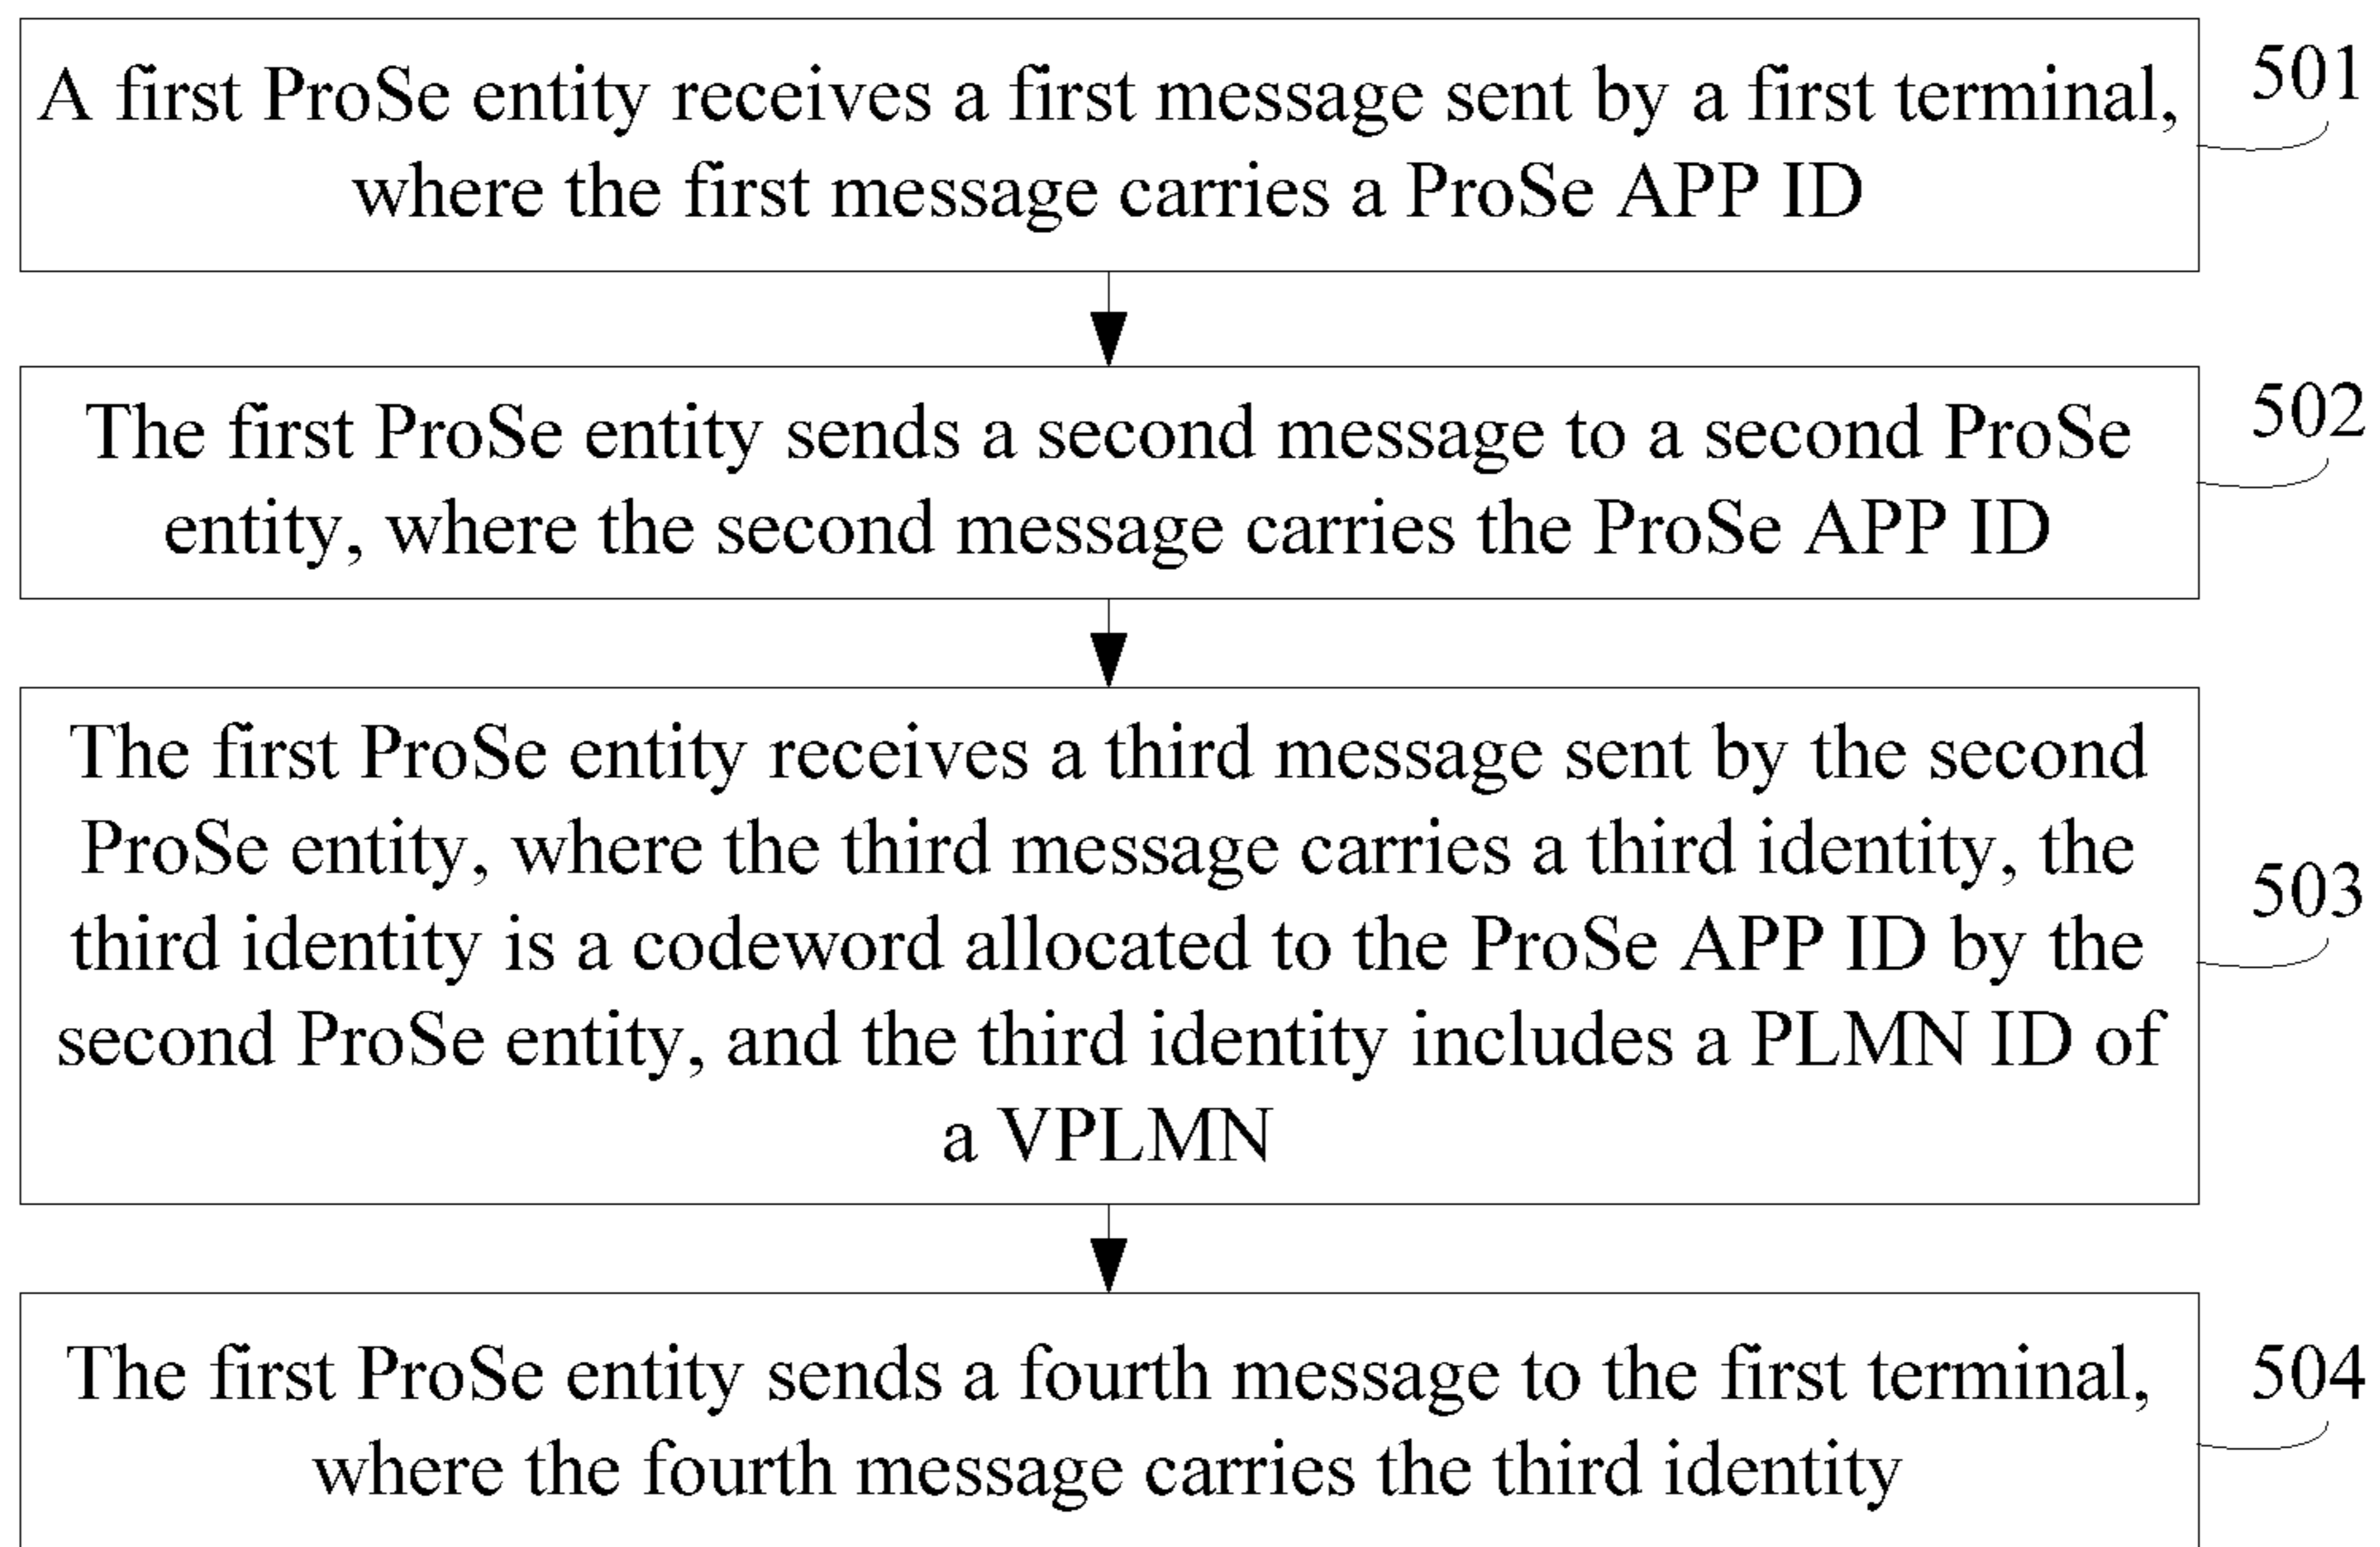 A first ProSe entity receives a first message sent by a first terminal,
where the first message carries a ProSe APP ID
501
The first ProSe entity sends a second message to a second ProSe
entity, where the second message carries the ProSe APP ID
502
The first ProSe entity receives a third message sent by the second
ProSe entity, where the third message carries a third identity, the
third identity is a codeword allocated to the ProSe APP ID by the
second ProSe entity, and the third identity includes a PLMN ID of
a VPLMN
503
The first ProSe entity sends a fourth message to the first terminal,
where the fourth message carries the third identity
504